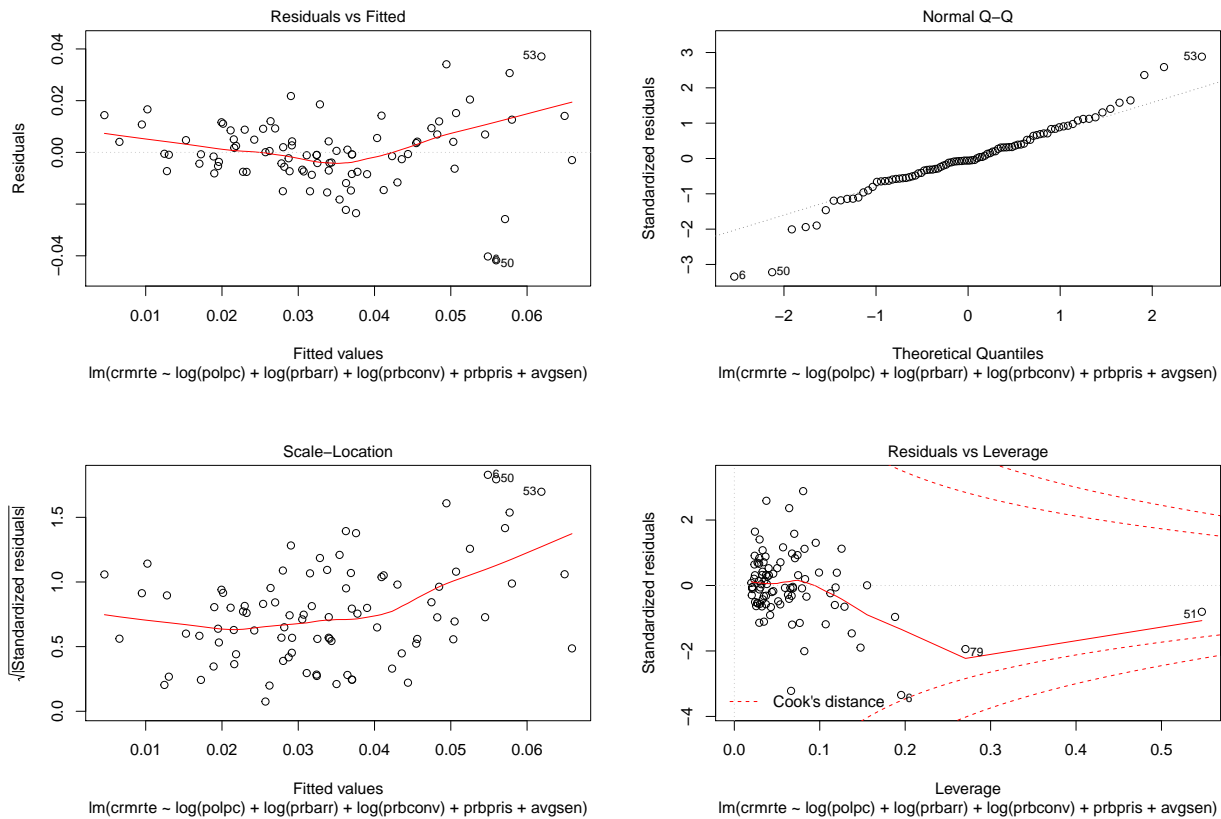 Residuals vs Fitted
Residuals
0.04
0.02
0.00
−0.04
53
6
50
0.01 0.02 0.03 0.04 0.05 0.06
Fitted values
lm(crmrte ~ log(polpc) + log(prbarr) + log(prbconv) + prbpris + avgsen)
Normal Q−Q
Standardized residuals
3
2
1
0
−1
−2
−3
53
50
6
−2 −1 0 1 2
Theoretical Quantiles
lm(crmrte ~ log(polpc) + log(prbarr) + log(prbconv) + prbpris + avgsen)
Scale−Location
√|Standardized residuals|
1.5
1.0
0.5
0.0
6
50
53
0.01 0.02 0.03 0.04 0.05 0.06
Fitted values
lm(crmrte ~ log(polpc) + log(prbarr) + log(prbconv) + prbpris + avgsen)
Residuals vs Leverage
Standardized residuals
2
0
−2
−4
51
79
6
Cook's distance
0.0 0.1 0.2 0.3 0.4 0.5
Leverage
lm(crmrte ~ log(polpc) + log(prbarr) + log(prbconv) + prbpris + avgsen)